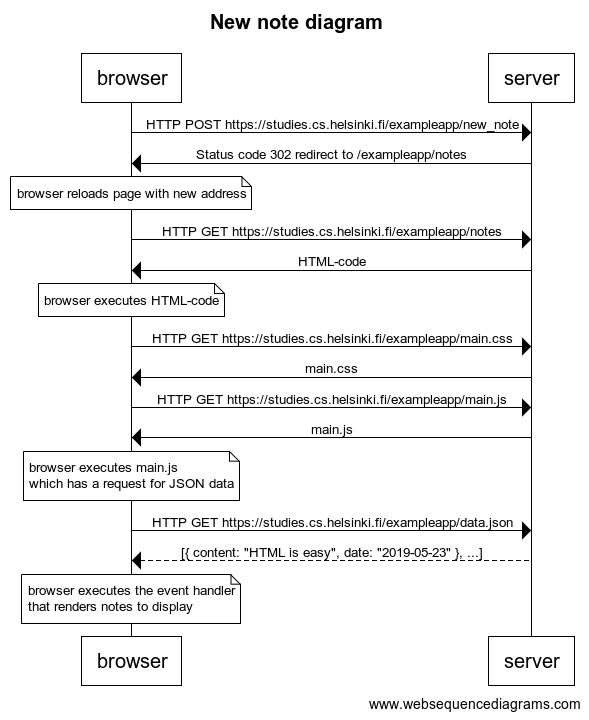 New note diagram
browser
server
HTTP POST https://studies.cs.helsinki.fi/exampleapp/new_note
Status code 302 redirect to /exampleapp/notes
browser reloads page with new address
HTTP GET https://studies.cs.helsinki.fi/exampleapp/notes
HTML-code
browser executes HTML-code
HTTP GET https://studies.cs.helsinki.fi/exampleapp/main.css
main.css
HTTP GET https://studies.cs.helsinki.fi/exampleapp/main.js
main.js
browser executes main.js
which has a request for JSON data
HTTP GET https://studies.cs.helsinki.fi/exampleapp/data.json
[{ content: "HTML is easy", date: "2019-05-23" }, ...]
browser executes the event handler
that renders notes to display
browser
server
www.websequencediagrams.com